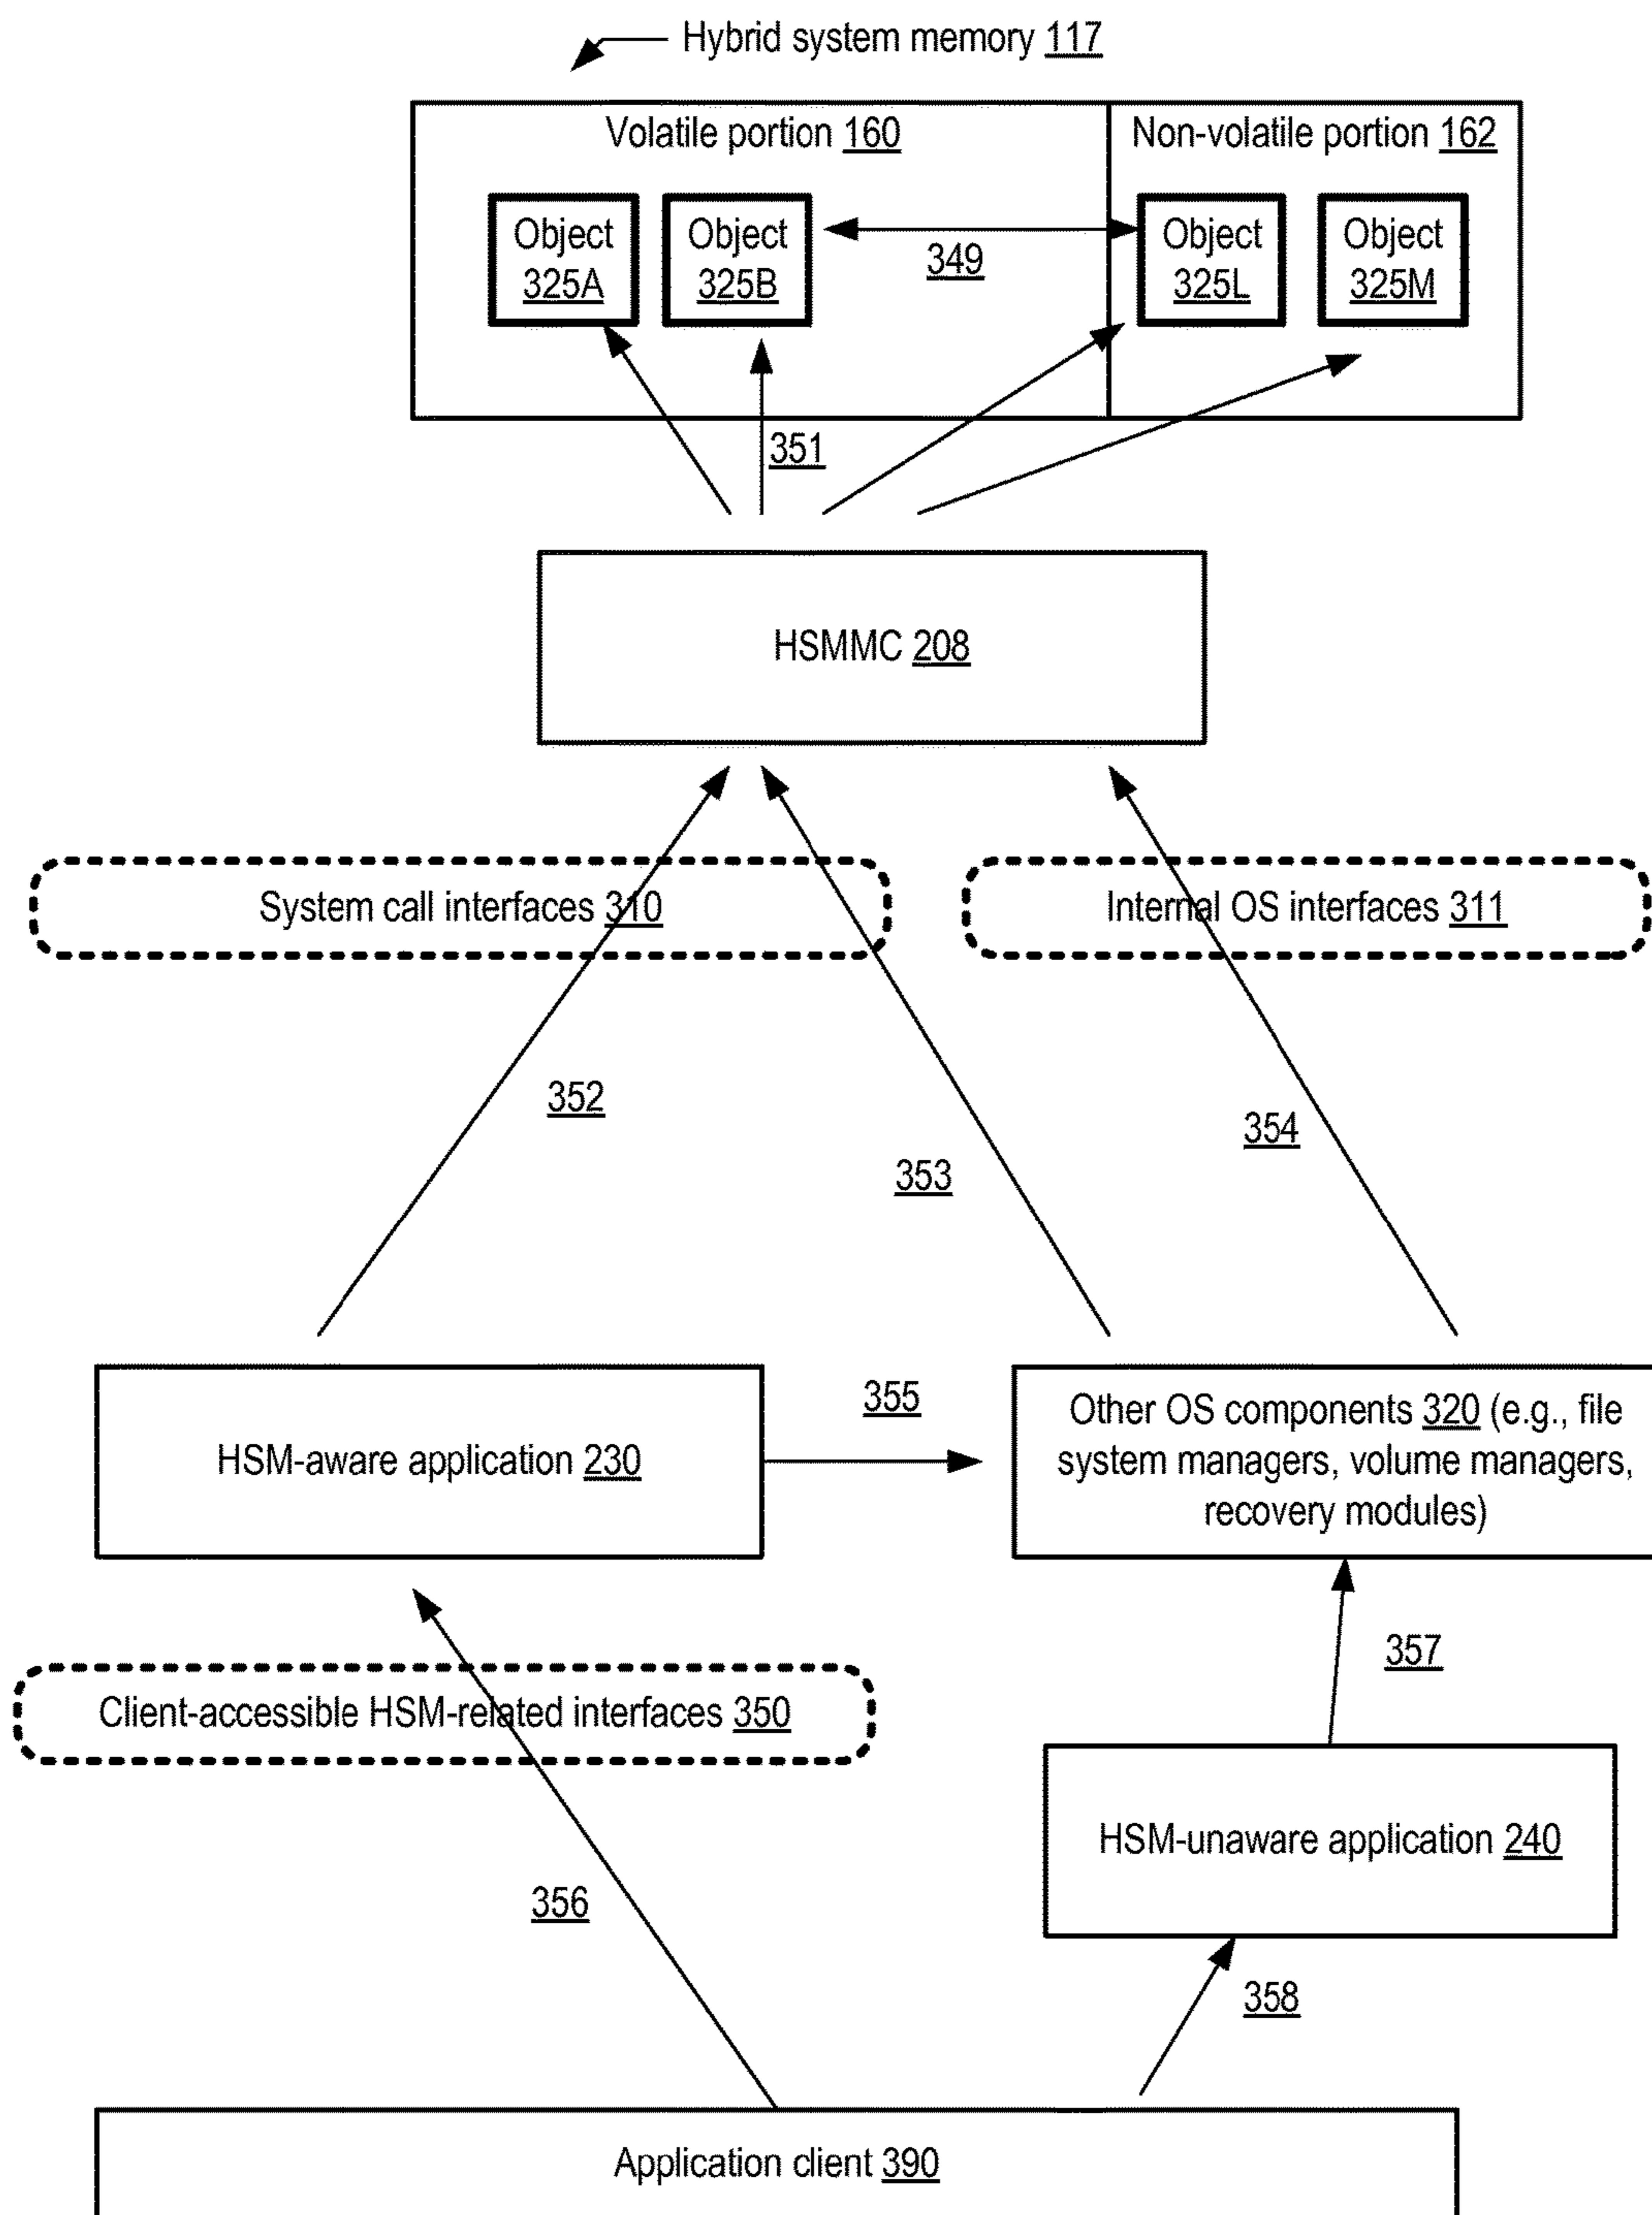 Hybrid system memory 117
Volatile portion 160
Non-volatile portion 162
Object
325A
Object
325B
349
Object
325L
Object
325M
351
HSMMC 208
System call interfaces 310
Internal OS interfaces 311
352
353
354
HSM-aware application 230
355
Other OS components 320 (e.g., file
system managers, volume managers,
recovery modules)
357
Client-accessible HSM-related interfaces 350
HSM-unaware application 240
356
358
Application client 390